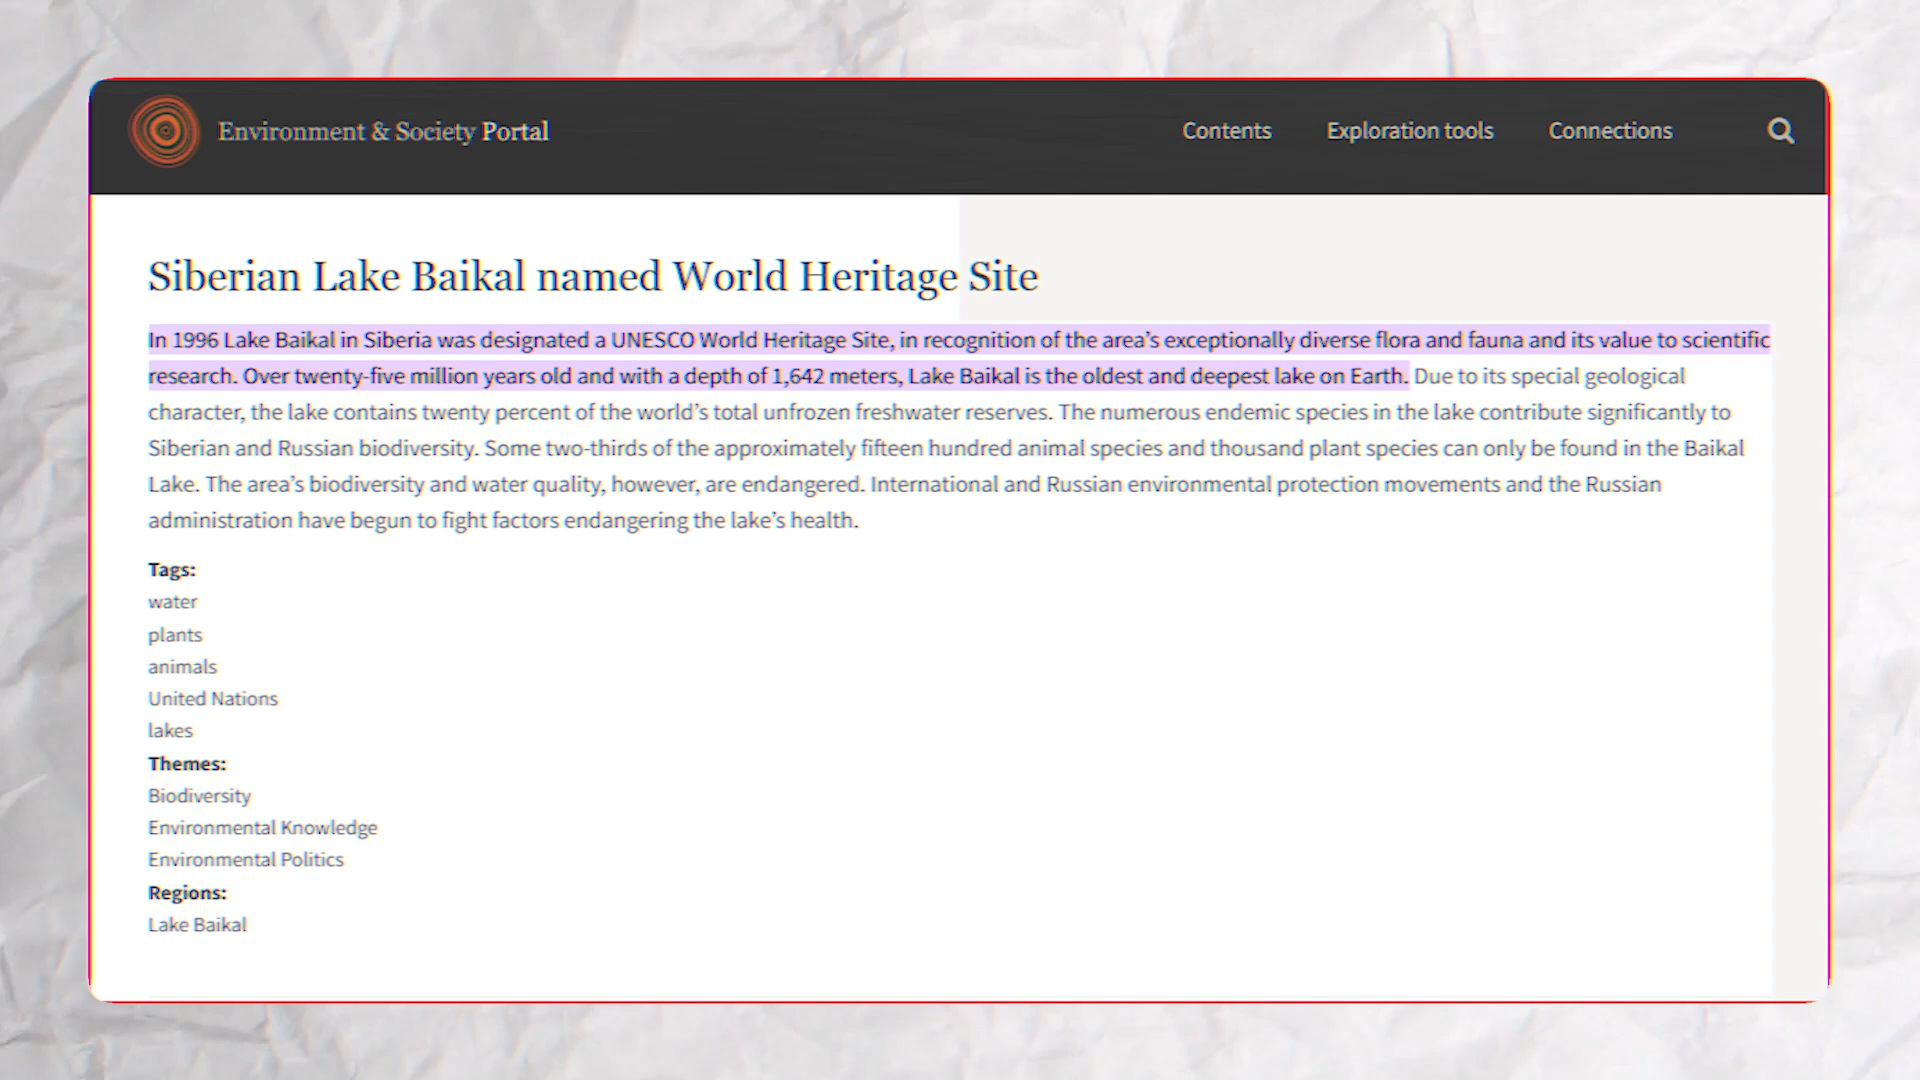 Environment & Society Portal
Contents
Exploration tools
Connections
Siberian Lake Baikal named World Heritage Site
In 1996 Lake Baikal in Siberia was designated a UNESCO World Heritage Site, in recognition of the area’s exceptionally diverse flora and fauna and its value to scientific
research. Over twenty-five million years old and with a depth of 1,642 meters, Lake Baikal is the oldest and deepest lake on Earth. Due to its special geological
character, the lake contains twenty percent of the world’s total unfrozen freshwater reserves. The numerous endemic species in the lake contribute significantly to
Siberian and Russian biodiversity. Some two-thirds of the approximately fifteen hundred animal species and thousand plant species can only be found in the Baikal
Lake. The area’s biodiversity and water quality, however, are endangered. International and Russian environmental protection movements and the Russian
administration have begun to fight factors endangering the lake’s health.
Tags:
water
plants
animals
United Nations
lakes
Themes:
Biodiversity
Environmental Knowledge
Environmental Politics
Regions:
Lake Baikal